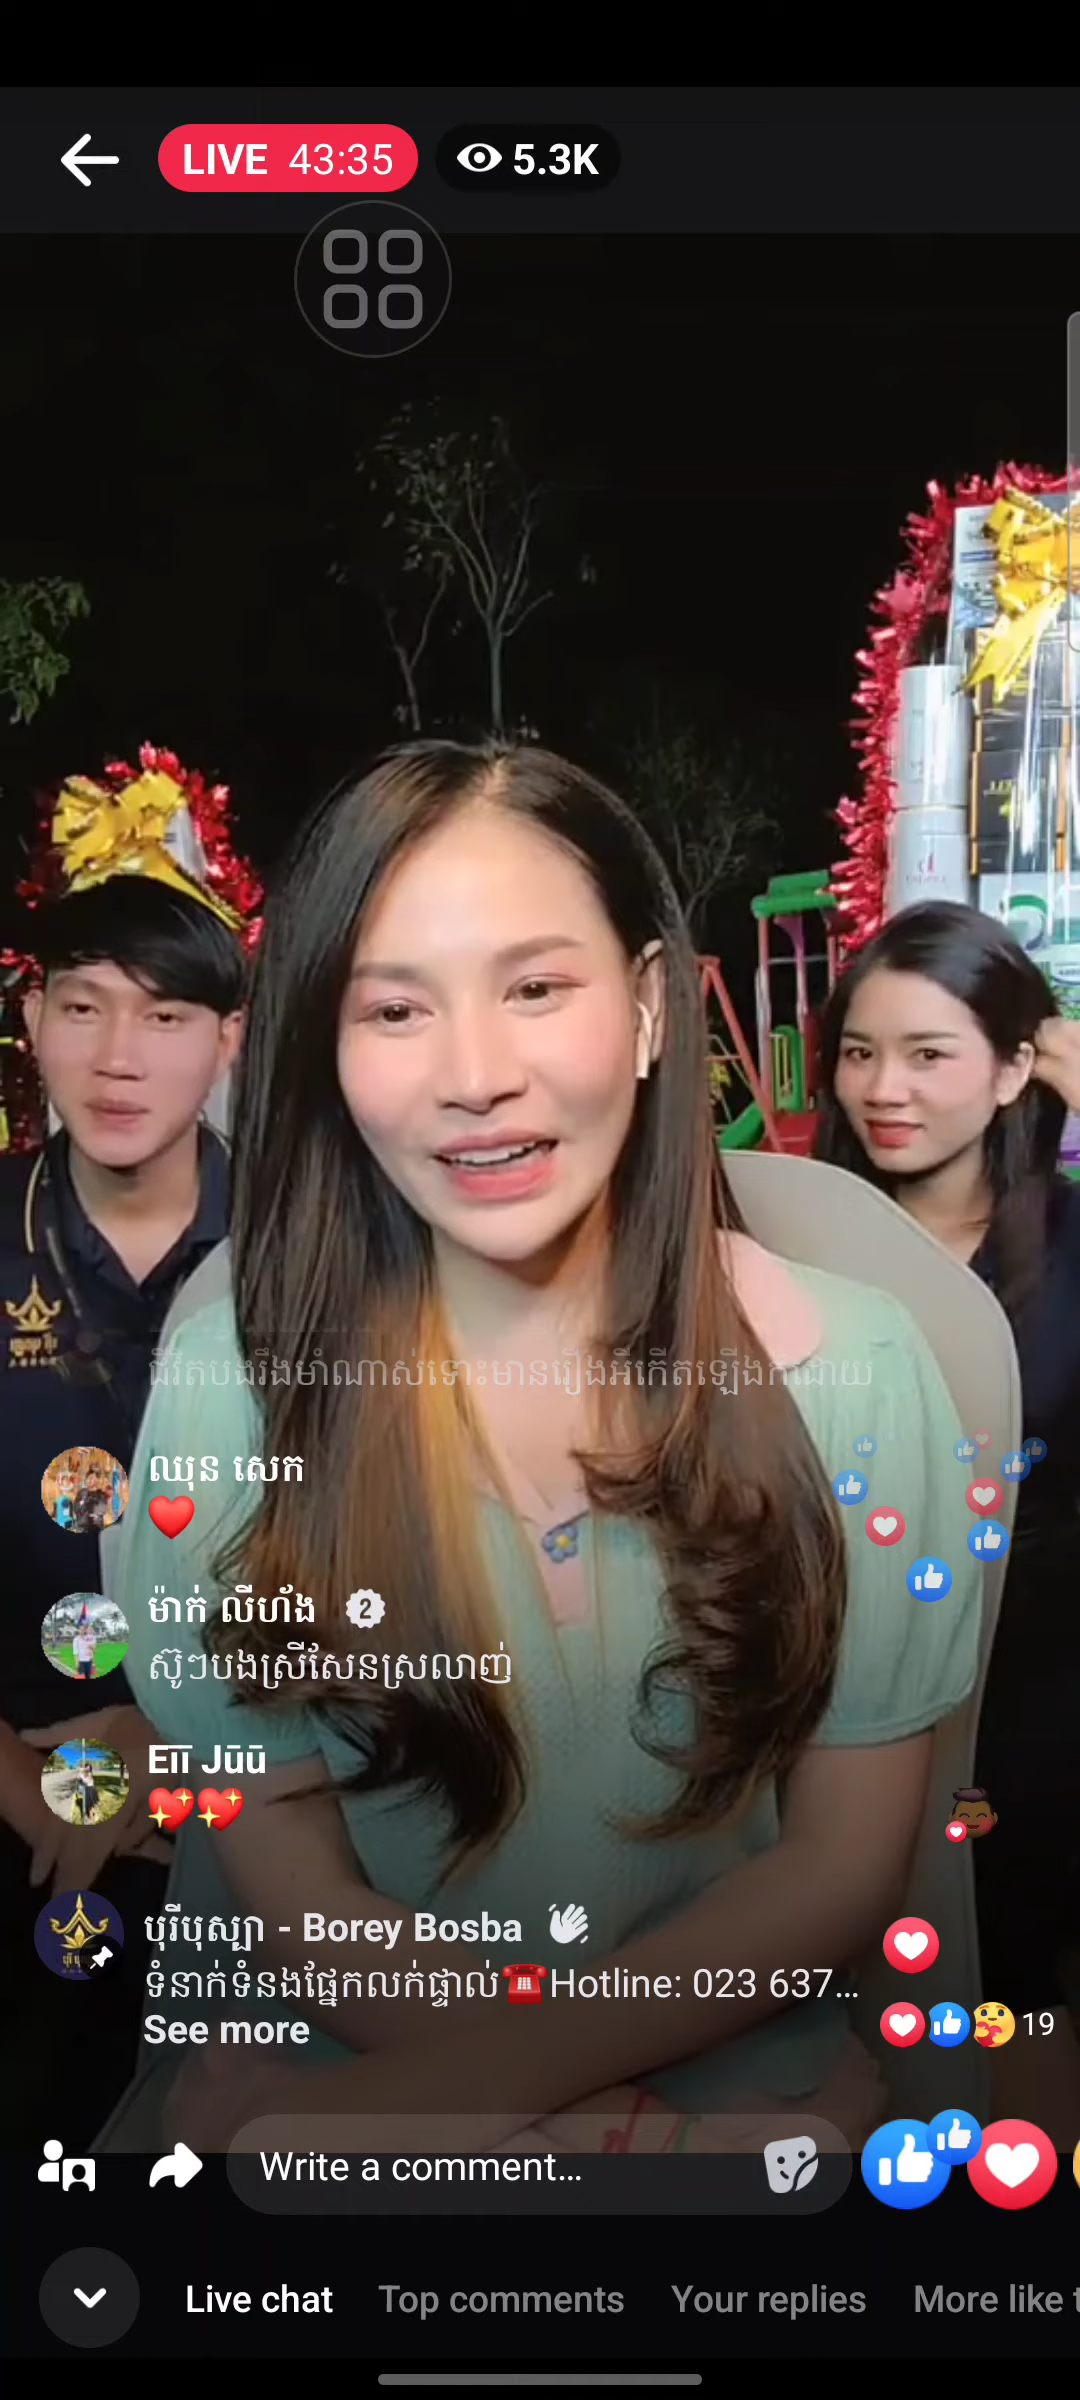 LIVE 43:35 5.3K
ជីវិតបងរឹងមាំណាស់ទោះមានរឿងអីកើតឡើងក៏ដោយ
ឈុន សេក
❤️
ម៉ាក់ លីហ័ង 2
ស៊ូៗបងស្រីសែនស្រលាញ់
Eīī Jūū
💖💖
បុរីបុស្បា - Borey Bosba 👋
ទំនាក់ទំនងផ្នែកលក់ផ្ទាល់☎️Hotline: 023 637...
See more
19
Write a comment...
Live chat Top comments Your replies More like t